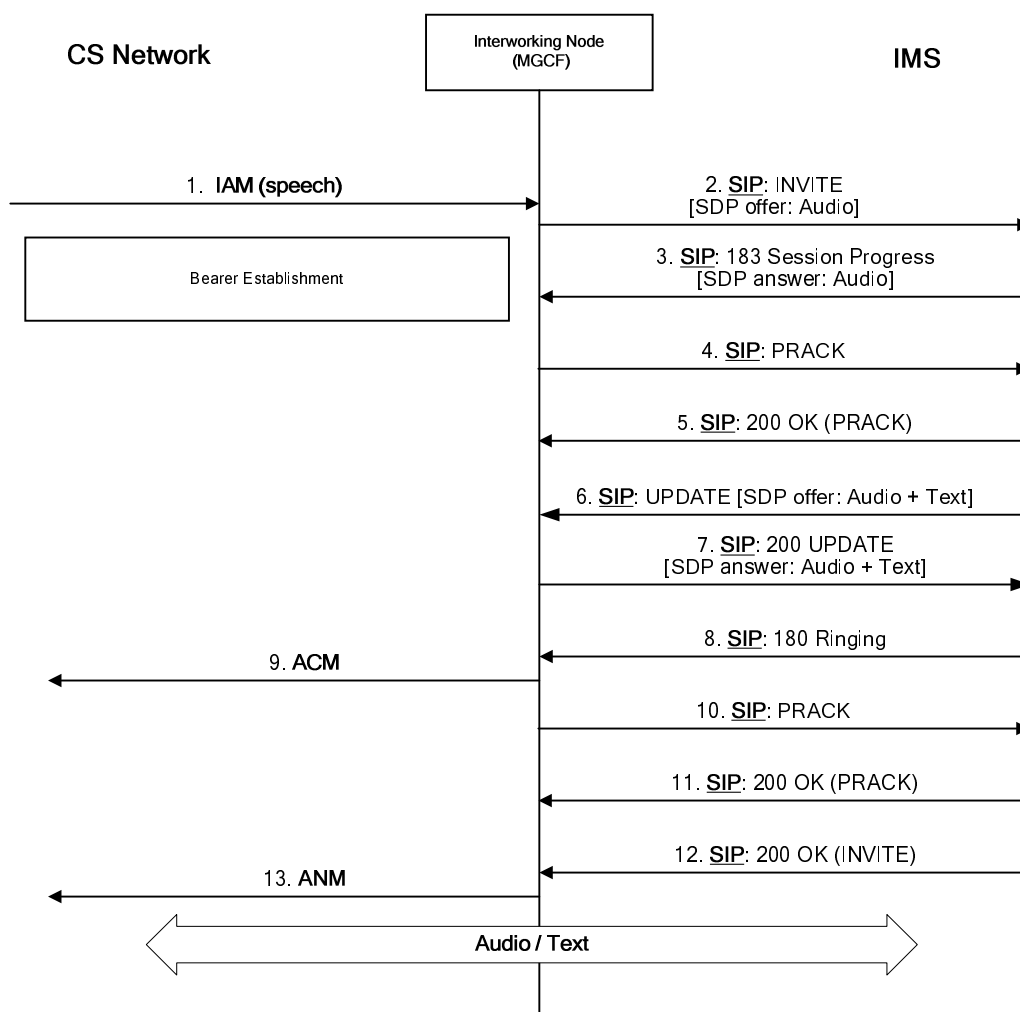 CS Network
Interworking Node
(MGCF)
IMS
1. IAM (speech)
2. SIP: INVITE
[SDP offer: Audio]
3. SIP: 183 Session Progress
[SDP answer: Audio]
Bearer Establishment
4. SIP: PRACK
5. SIP: 200 OK (PRACK)
6. SIP: UPDATE [SDP offer: Audio + Text]
7. SIP: 200 UPDATE
[SDP answer: Audio + Text]
8. SIP: 180 Ringing
9. ACM
10. SIP: PRACK
11. SIP: 200 OK (PRACK)
12. SIP: 200 OK (INVITE)
13. ANM
Audio / Text